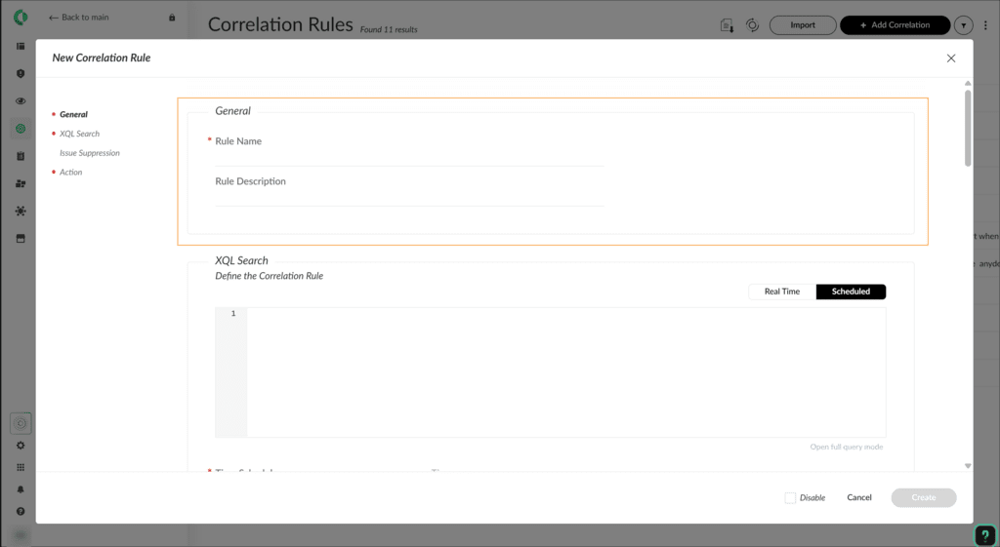 ← Back to main
Correlation Rules
Found 11 results
Import
+ Add Correlation
New Correlation Rule
General
XQL Search
Issue Suppression
Action
General
* Rule Name
Rule Description
t when
anydo
XQL Search
Define the Correlation Rule
Real Time
Scheduled
1
Open full query mode
Disable
Cancel
Create
?